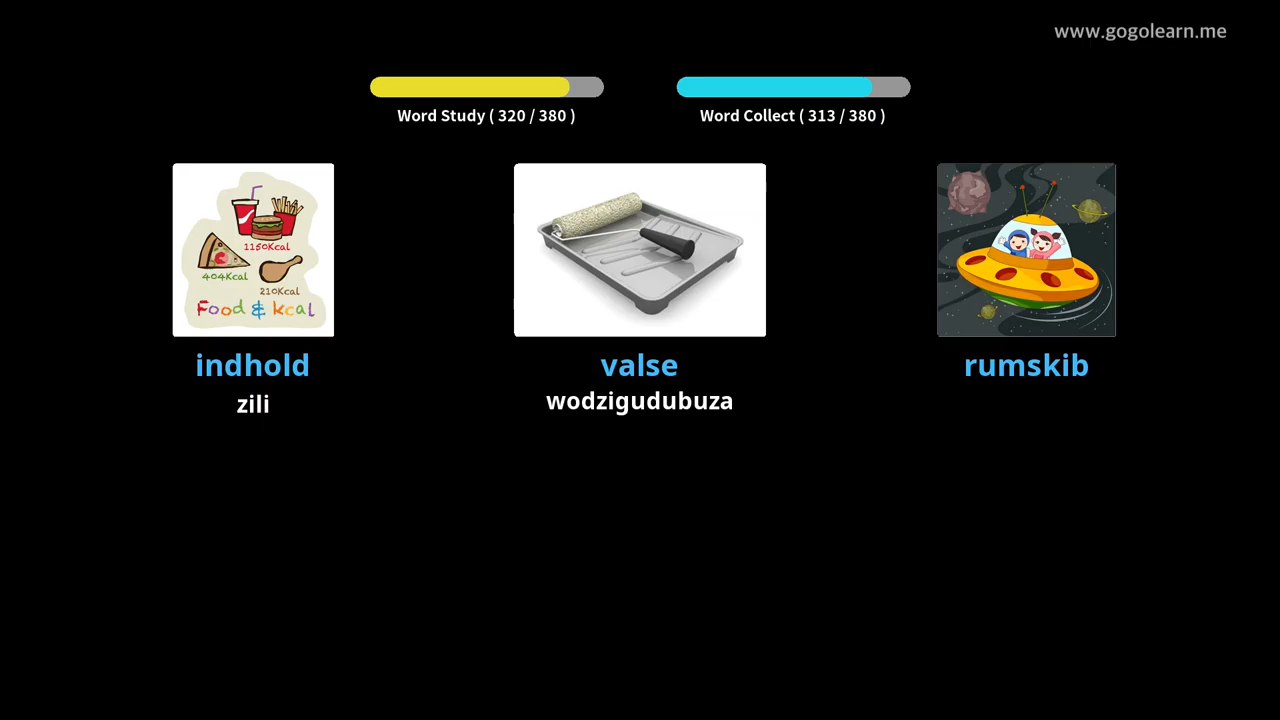 www.gogolearn.me
Word Study ( 320 / 380 )
Word Collect ( 313 / 380 )
1150Kcal
404Kcal
210Kcal
Food & kcal
indhold
valse
rumskib
zili
wodzigudubuza